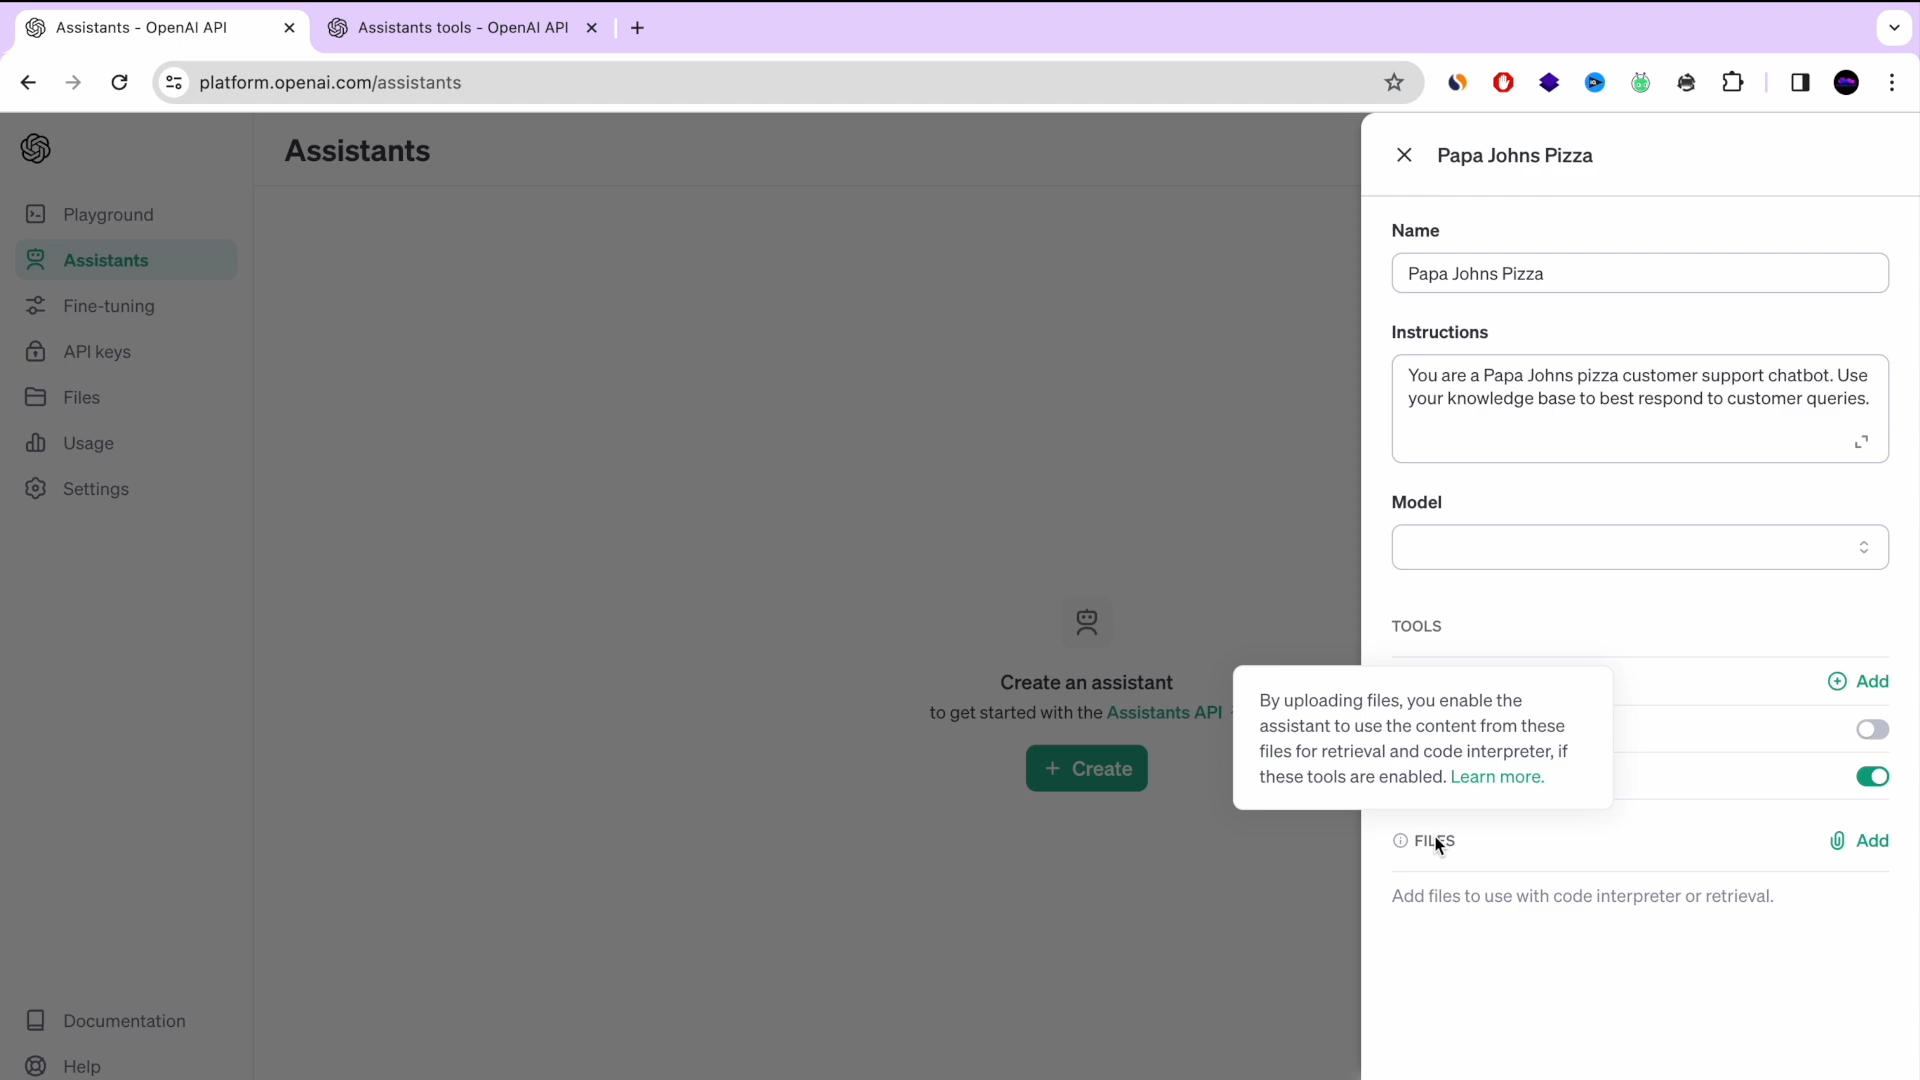 Assistants - OpenAI API
Assistants tools - OpenAI API
platform.openai.com/assistants
Assistants
Papa Johns Pizza
Playground
Assistants
Fine-tuning
API keys
Files
Usage
Settings
Name
Papa Johns Pizza
Instructions
You are a Papa Johns pizza customer support chatbot. Use
your knowledge base to best respond to customer queries.
Model
TOOLS
Add
Create an assistant
to get started with the Assistants API
+ Create
By uploading files, you enable the
assistant to use the content from these
files for retrieval and code interpreter, if
these tools are enabled. Learn more.
FILES
Add
Add files to use with code interpreter or retrieval.
Documentation
Help